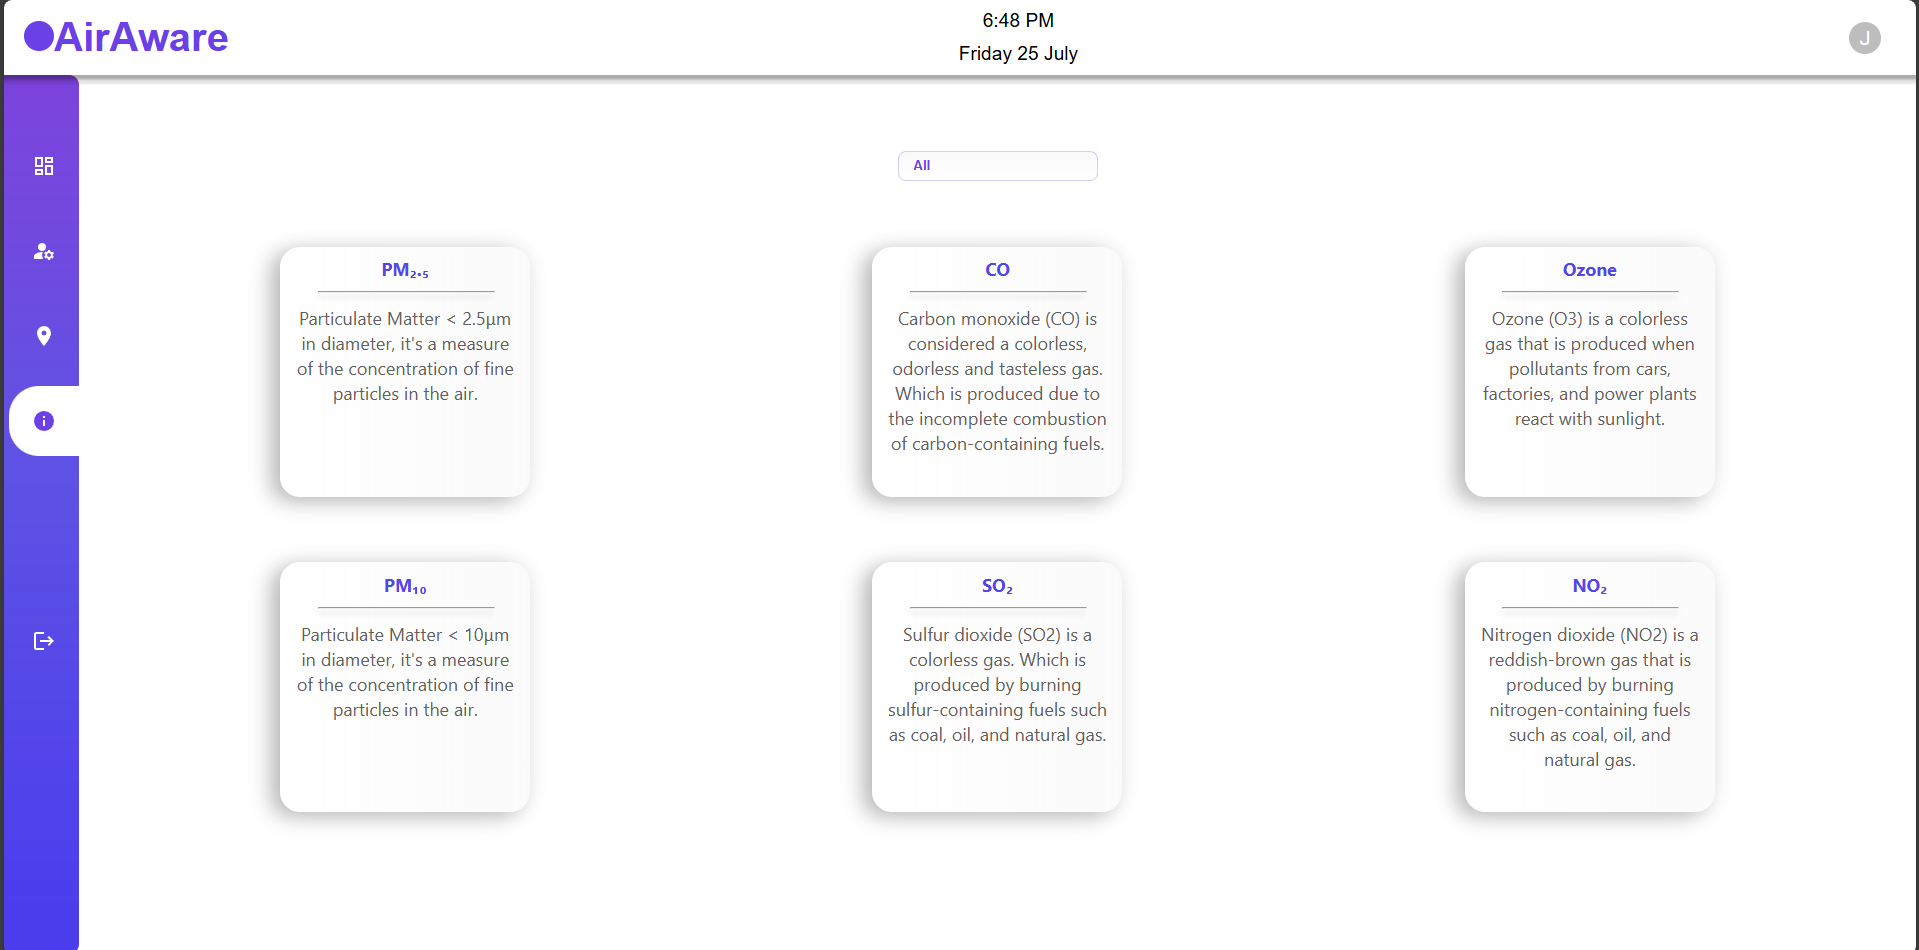 AirAware
6:48 PM
Friday 25 July
J
All
PM₂.₅
Particulate Matter < 2.5µm
in diameter, it's a measure
of the concentration of fine
particles in the air.
CO
Carbon monoxide (CO) is
considered a colorless,
odorless and tasteless gas.
Which is produced due to
the incomplete combustion
of carbon-containing fuels.
Ozone
Ozone (O3) is a colorless
gas that is produced when
pollutants from cars,
factories, and power plants
react with sunlight.
PM₁₀
Particulate Matter < 10µm
in diameter, it's a measure
of the concentration of fine
particles in the air.
SO₂
Sulfur dioxide (SO2) is a
colorless gas. Which is
produced by burning
sulfur-containing fuels such
as coal, oil, and natural gas.
NO₂
Nitrogen dioxide (NO2) is a
reddish-brown gas that is
produced by burning
nitrogen-containing fuels
such as coal, oil, and
natural gas.